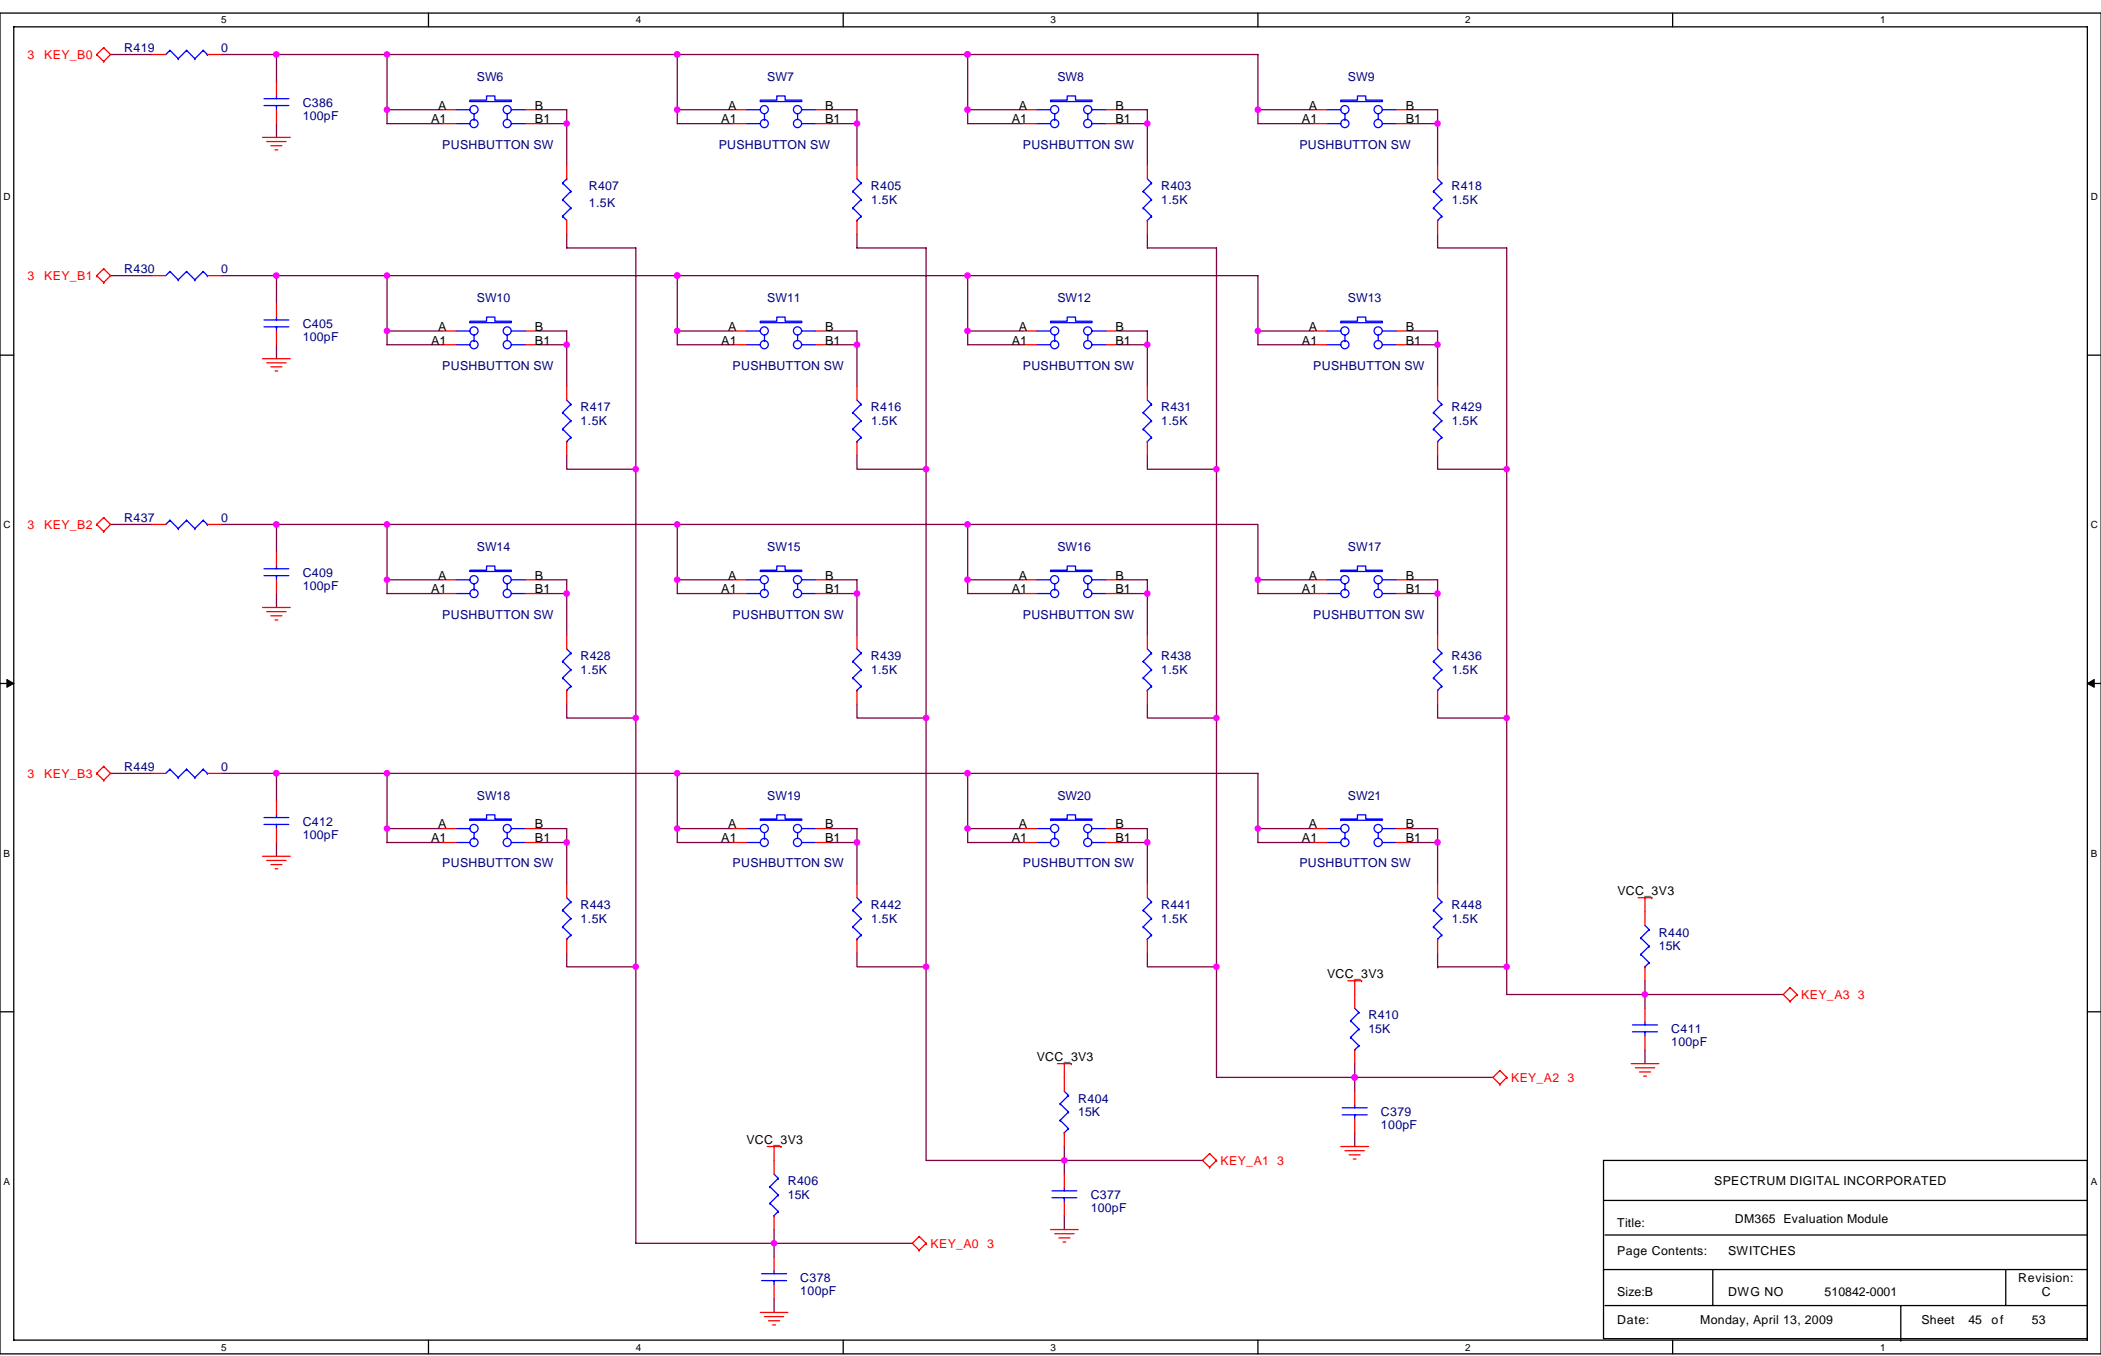 5 4 3 2 1
3 KEY_B0 R419 0
C386
100pF
SW6 SW7 SW8 SW9
A B A B A B A B
A1 B1 A1 B1 A1 B1 A1 B1
PUSHBUTTON SW PUSHBUTTON SW PUSHBUTTON SW PUSHBUTTON SW
D R407 R405 R403 R418 D
1.5K 1.5K 1.5K 1.5K
3 KEY_B1 R430 0
C405
100pF
SW10 SW11 SW12 SW13
A B A B A B A B
A1 B1 A1 B1 A1 B1 A1 B1
PUSHBUTTON SW PUSHBUTTON SW PUSHBUTTON SW PUSHBUTTON SW
R417 R416 R431 R429
1.5K 1.5K 1.5K 1.5K
C 3 KEY_B2 R437 0 C
C409
100pF
SW14 SW15 SW16 SW17
A B A B A B A B
A1 B1 A1 B1 A1 B1 A1 B1
PUSHBUTTON SW PUSHBUTTON SW PUSHBUTTON SW PUSHBUTTON SW
R428 R439 R438 R436
1.5K 1.5K 1.5K 1.5K
3 KEY_B3 R449 0
C412
100pF
SW18 SW19 SW20 SW21
A B A B A B A B
A1 B1 A1 B1 A1 B1 A1 B1
B PUSHBUTTON SW PUSHBUTTON SW PUSHBUTTON SW PUSHBUTTON SW B
R443 R442 R441 R448
1.5K 1.5K 1.5K 1.5K
VCC_3V3
R440
15K
KEY_A3 3
C411
100pF
VCC_3V3
R410
15K
KEY_A2 3
C379
100pF
VCC_3V3
R404
15K
KEY_A1 3
C377
100pF
VCC_3V3
R406
15K
KEY_A0 3
C378
100pF
A A
SPECTRUM DIGITAL INCORPORATED
Title: DM365 Evaluation Module
Page Contents: SWITCHES
Size:B DWG NO 510842-0001 Revision:
C
Date: Monday, April 13, 2009 Sheet 45 of 53
5 4 3 2 1